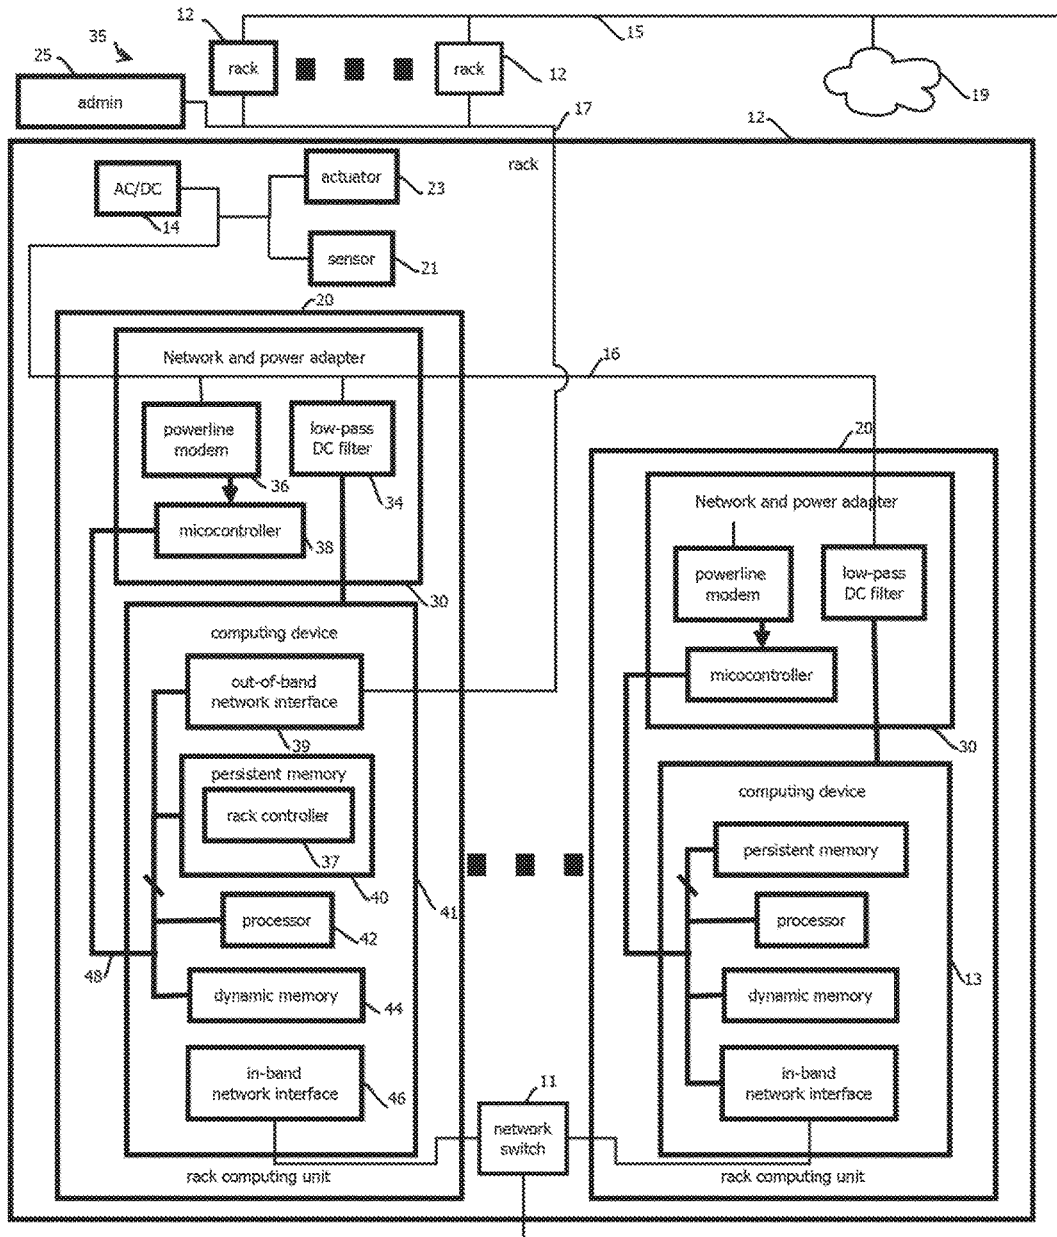 12
15
35
25
rack
rack
12
admin
19
17
12
rack
AC/DC
actuator
23
14
sensor
21
20
Network and power adapter
16
powerline
modem
low-pass
DC filter
36
34
micocontroller
38
30
20
Network and power adapter
powerline
modem
low-pass
DC filter
micocontroller
30
computing device
out-of-band
network interface
39
persistent memory
rack controller
37
40
41
processor
42
48
dynamic memory
44
in-band
network interface
46
rack computing unit
11
network
switch
computing device
persistent memory
processor
13
dynamic memory
in-band
network interface
rack computing unit